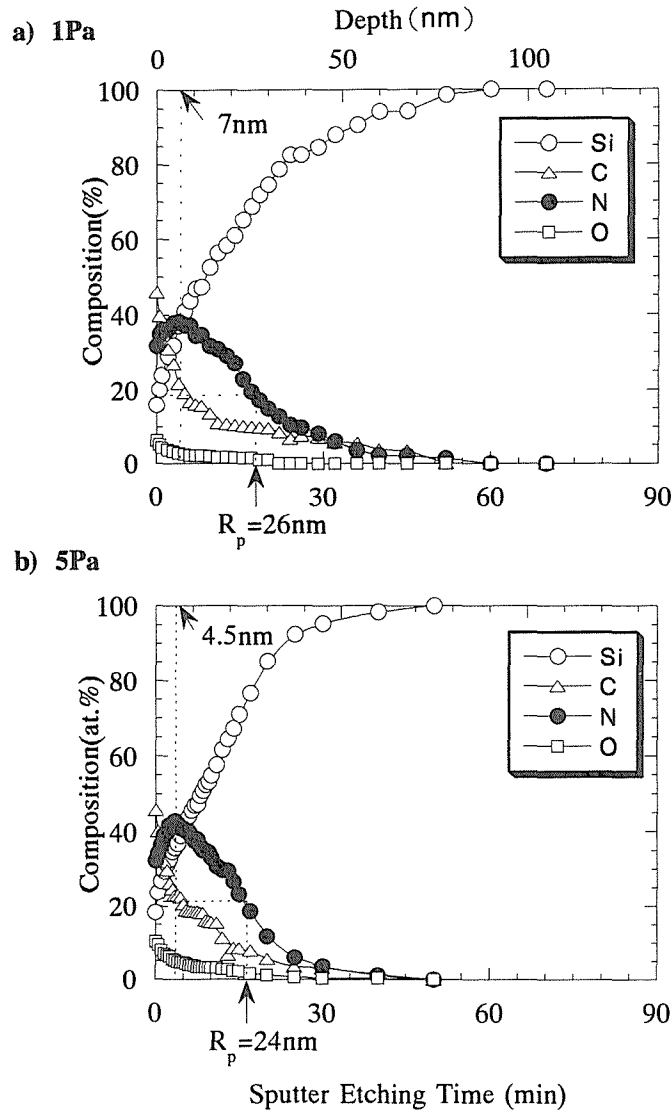 a) 1Pa
Depth (nm)
0 50 100
100
80
60
40
20
0
Composition(%)
7nm
Si
C
N
O
0 30 60 90
R_p=26nm
b) 5Pa
100
80
60
40
20
0
Composition(at.%)
4.5nm
Si
C
N
O
0 30 60 90
R_p=24nm
Sputter Etching Time (min)